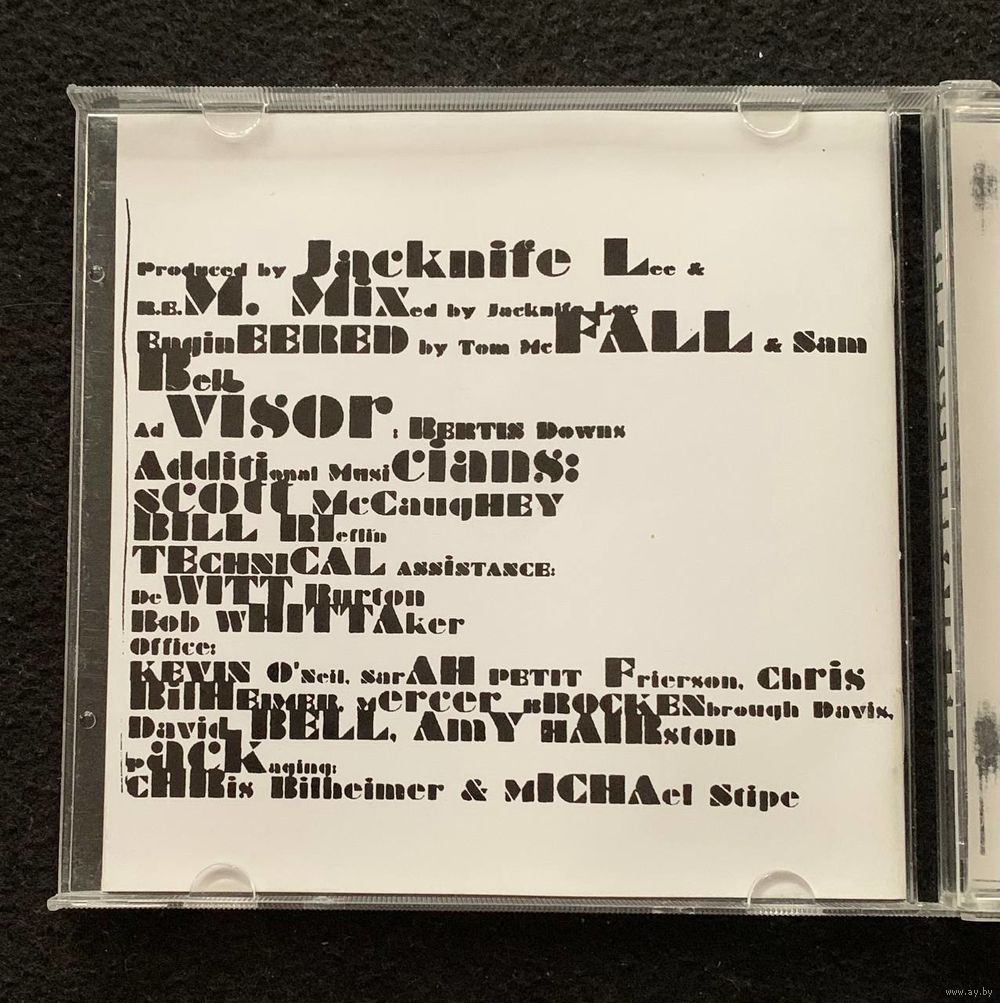 Produced by Jacknife Lee &
R.E.M. Mixed by Jacknife Lee
EnginEERED by Tom McFALL & Sam
Bell
AdVISOR: BERTIS Downs
Additional Musicians:
SCOTT McCaugHEY
BILL RIeflin
TEchniCAL ASSiSTANCE:
DeWITT Burton
Bob WHITTAker
Office:
KEVIN O'Neil, SarAH PETIT Frierson, Chris
BilHEIMER, Mercer BROCKENbrough Davis,
David BELL, AmY HAIRston
pACKaging:
CHRis Bilheimer & MICHAel Stipe
www.ay.by